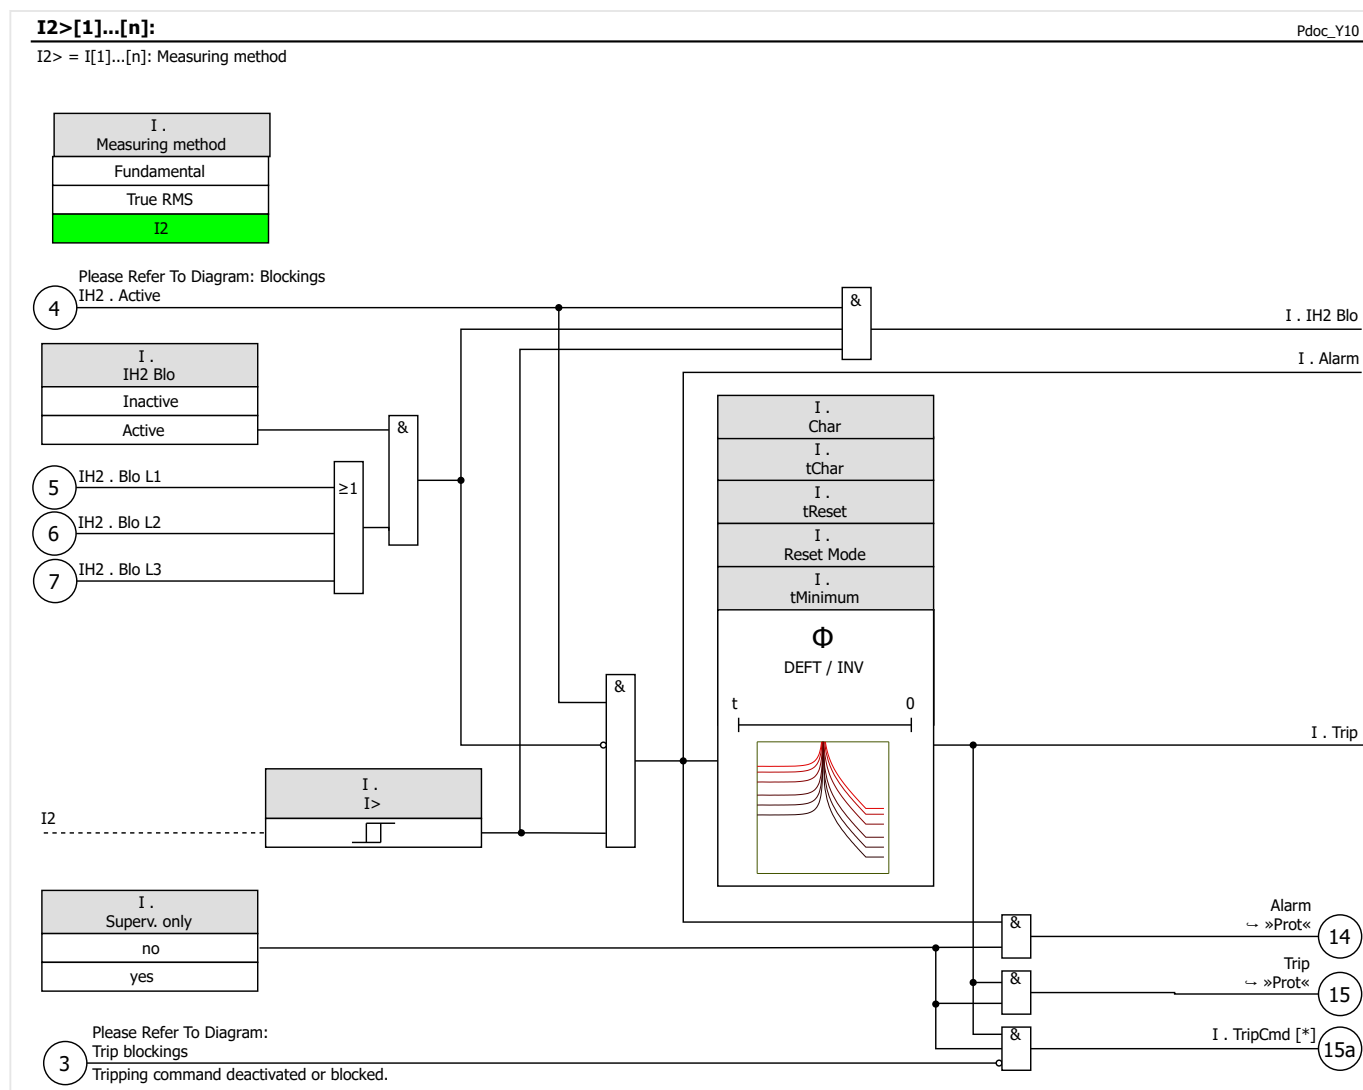 I2>[1]...[n]:
Pdoc_Y10
I2> = I[1]...[n]: Measuring method
I .
Measuring method
Fundamental
True RMS
I2
Please Refer To Diagram: Blockings
4
IH2 . Active
&
I . IH2 Blo
I .
IH2 Blo
Inactive
Active
&
I . Alarm
5
IH2 . Blo L1
≥1
6
IH2 . Blo L2
7
IH2 . Blo L3
I .
Char
I .
tChar
I .
tReset
I .
Reset Mode
I .
tMinimum
Φ
DEFT / INV
t
0
&
I . Trip
I2
I .
I>
I .
Superv. only
no
yes
&
Alarm
↪ »Prot«
14
&
Trip
↪ »Prot«
15
&
I . TripCmd [*]
15a
Please Refer To Diagram:
3
Trip blockings
Tripping command deactivated or blocked.